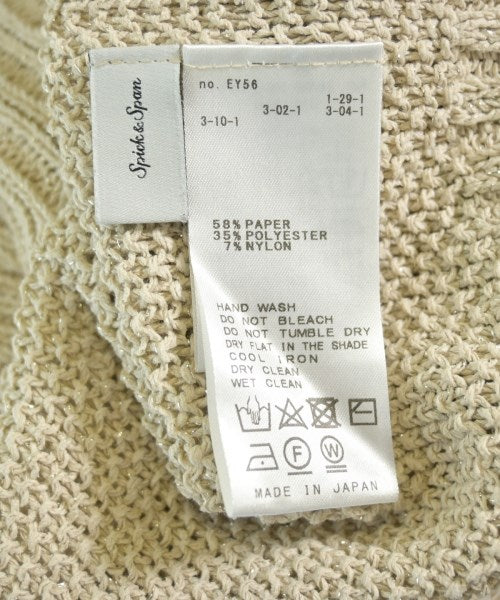 Spick & Span
no. EY56
1-29-1
3-02-1 3-04-1
3-10-1
58% PAPER
35% POLYESTER
7% NYLON
HAND WASH
DO NOT BLEACH
DO NOT TUMBLE DRY
DRY FLAT IN THE SHADE
COOL IRON
DRY CLEAN
WET CLEAN
F W
MADE IN JAPAN